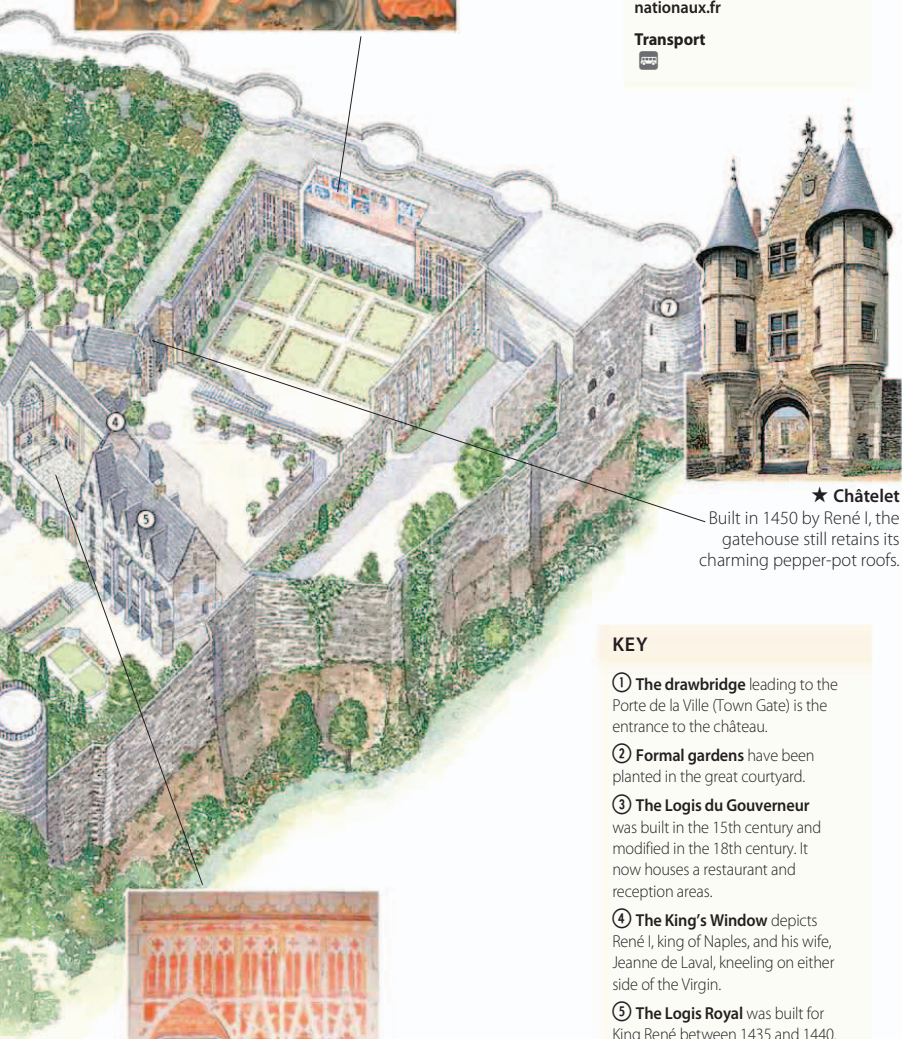 nationaux.fr
Transport
7
4
5
★ Châtelet
Built in 1450 by René I, the
gatehouse still retains its
charming pepper-pot roofs.
KEY
① The drawbridge leading to the
Porte de la Ville (Town Gate) is the
entrance to the château.
② Formal gardens have been
planted in the great courtyard.
③ The Logis du Gouverneur
was built in the 15th century and
modified in the 18th century. It
now houses a restaurant and
reception areas.
④ The King's Window depicts
René I, king of Naples, and his wife,
Jeanne de Laval, kneeling on either
side of the Virgin.
⑤ The Logis Royal was built for
King René between 1435 and 1440.